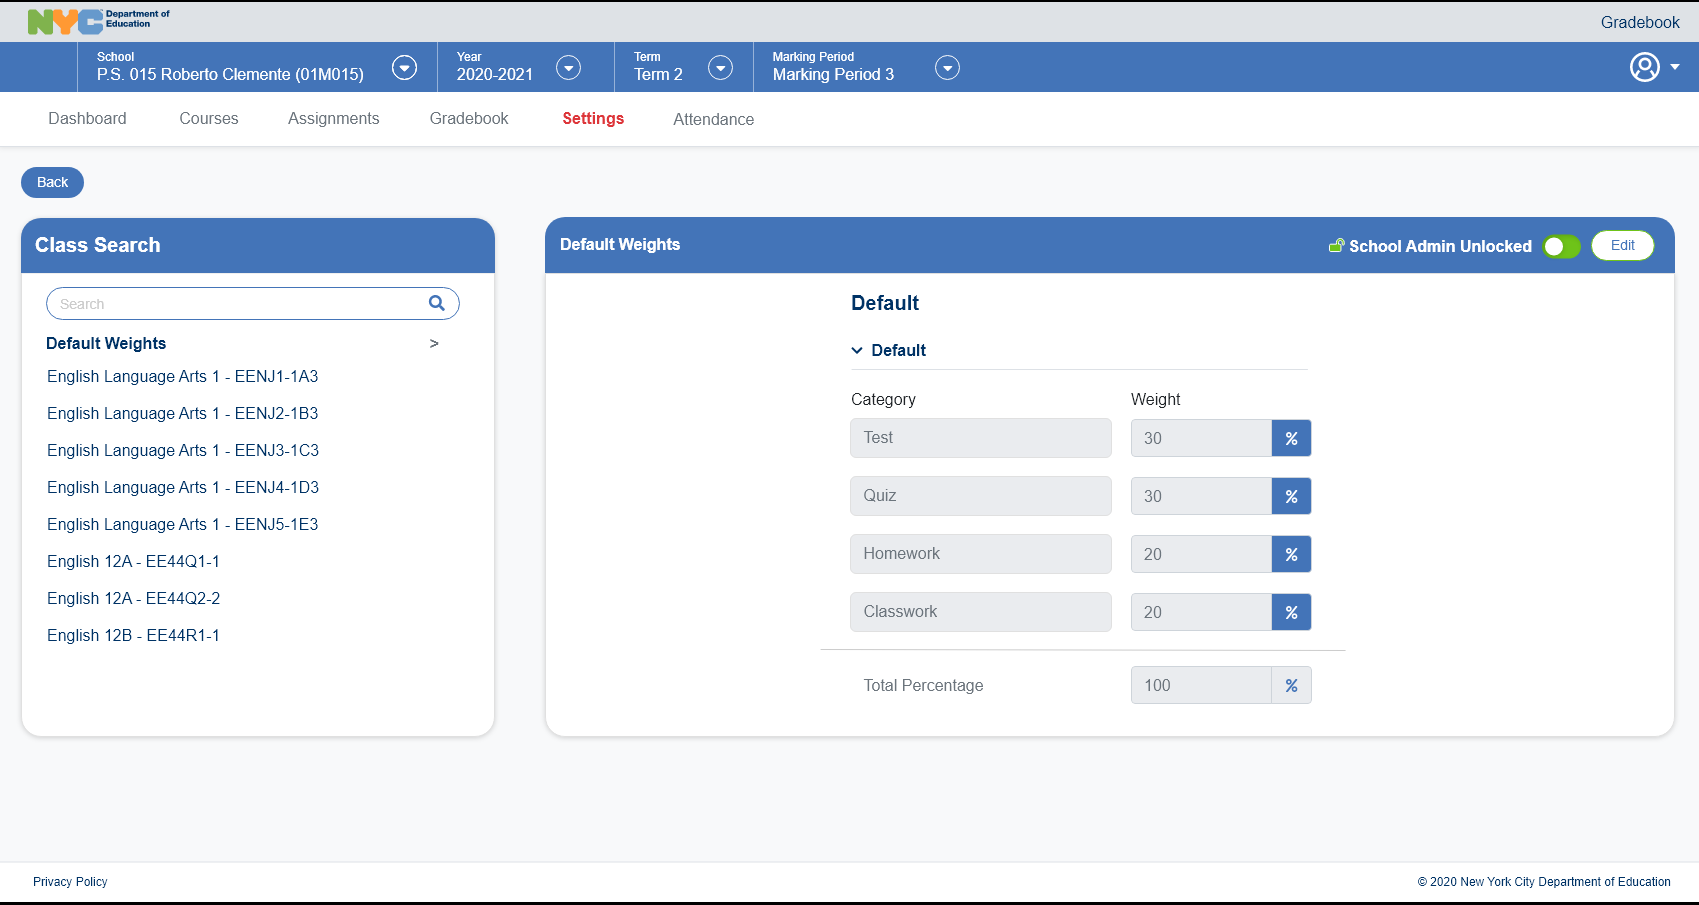 NYC Department of
Education
Gradebook
School
P.S. 015 Roberto Clemente (01M015)
Year
2020-2021
Term
Term 2
Marking Period
Marking Period 3
Dashboard
Courses
Assignments
Gradebook
Settings
Attendance
Back
Class Search
Search
Default Weights >
English Language Arts 1 - EENJ1-1A3
English Language Arts 1 - EENJ2-1B3
English Language Arts 1 - EENJ3-1C3
English Language Arts 1 - EENJ4-1D3
English Language Arts 1 - EENJ5-1E3
English 12A - EE44Q1-1
English 12A - EE44Q2-2
English 12B - EE44R1-1
Default Weights
School Admin Unlocked
Edit
Default
Default
Category Weight
Test 30 %
Quiz 30 %
Homework 20 %
Classwork 20 %
Total Percentage 100 %
Privacy Policy
© 2020 New York City Department of Education